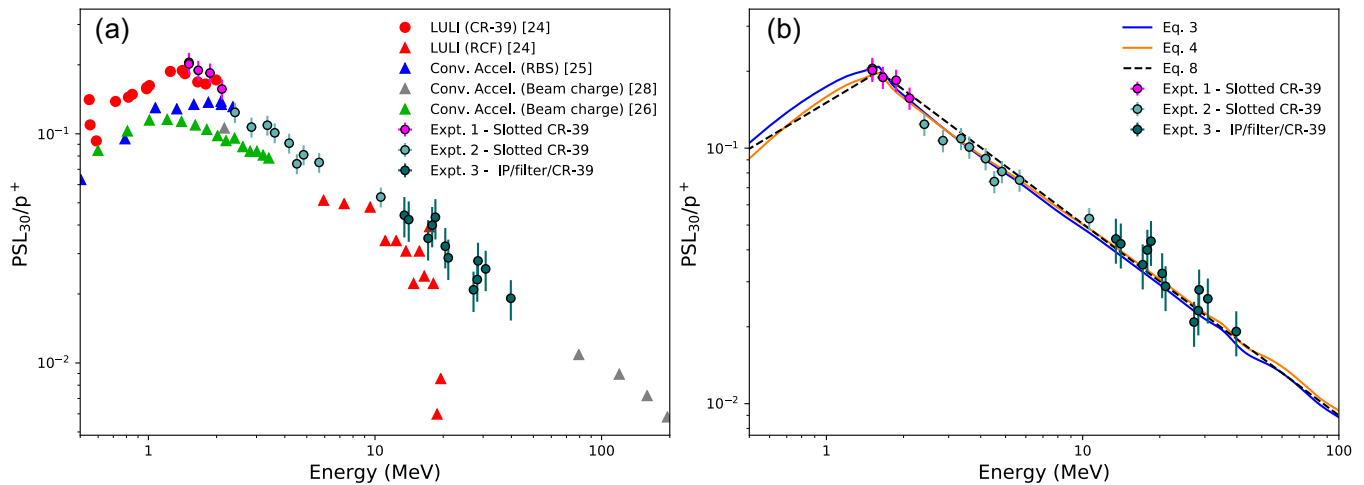 (a)
LULI (CR-39) [24]
LULI (RCF) [24]
Conv. Accel. (RBS) [25]
Conv. Accel. (Beam charge) [28]
Conv. Accel. (Beam charge) [26]
Expt. 1 - Slotted CR-39
Expt. 2 - Slotted CR-39
Expt. 3 - IP/filter/CR-39
PSL₃₀/p⁺
10⁻¹
10⁻²
1
10
100
Energy (MeV)
(b)
Eq. 3
Eq. 4
Eq. 8
Expt. 1 - Slotted CR-39
Expt. 2 - Slotted CR-39
Expt. 3 - IP/filter/CR-39
PSL₃₀/p⁺
10⁻¹
10⁻²
1
10
100
Energy (MeV)